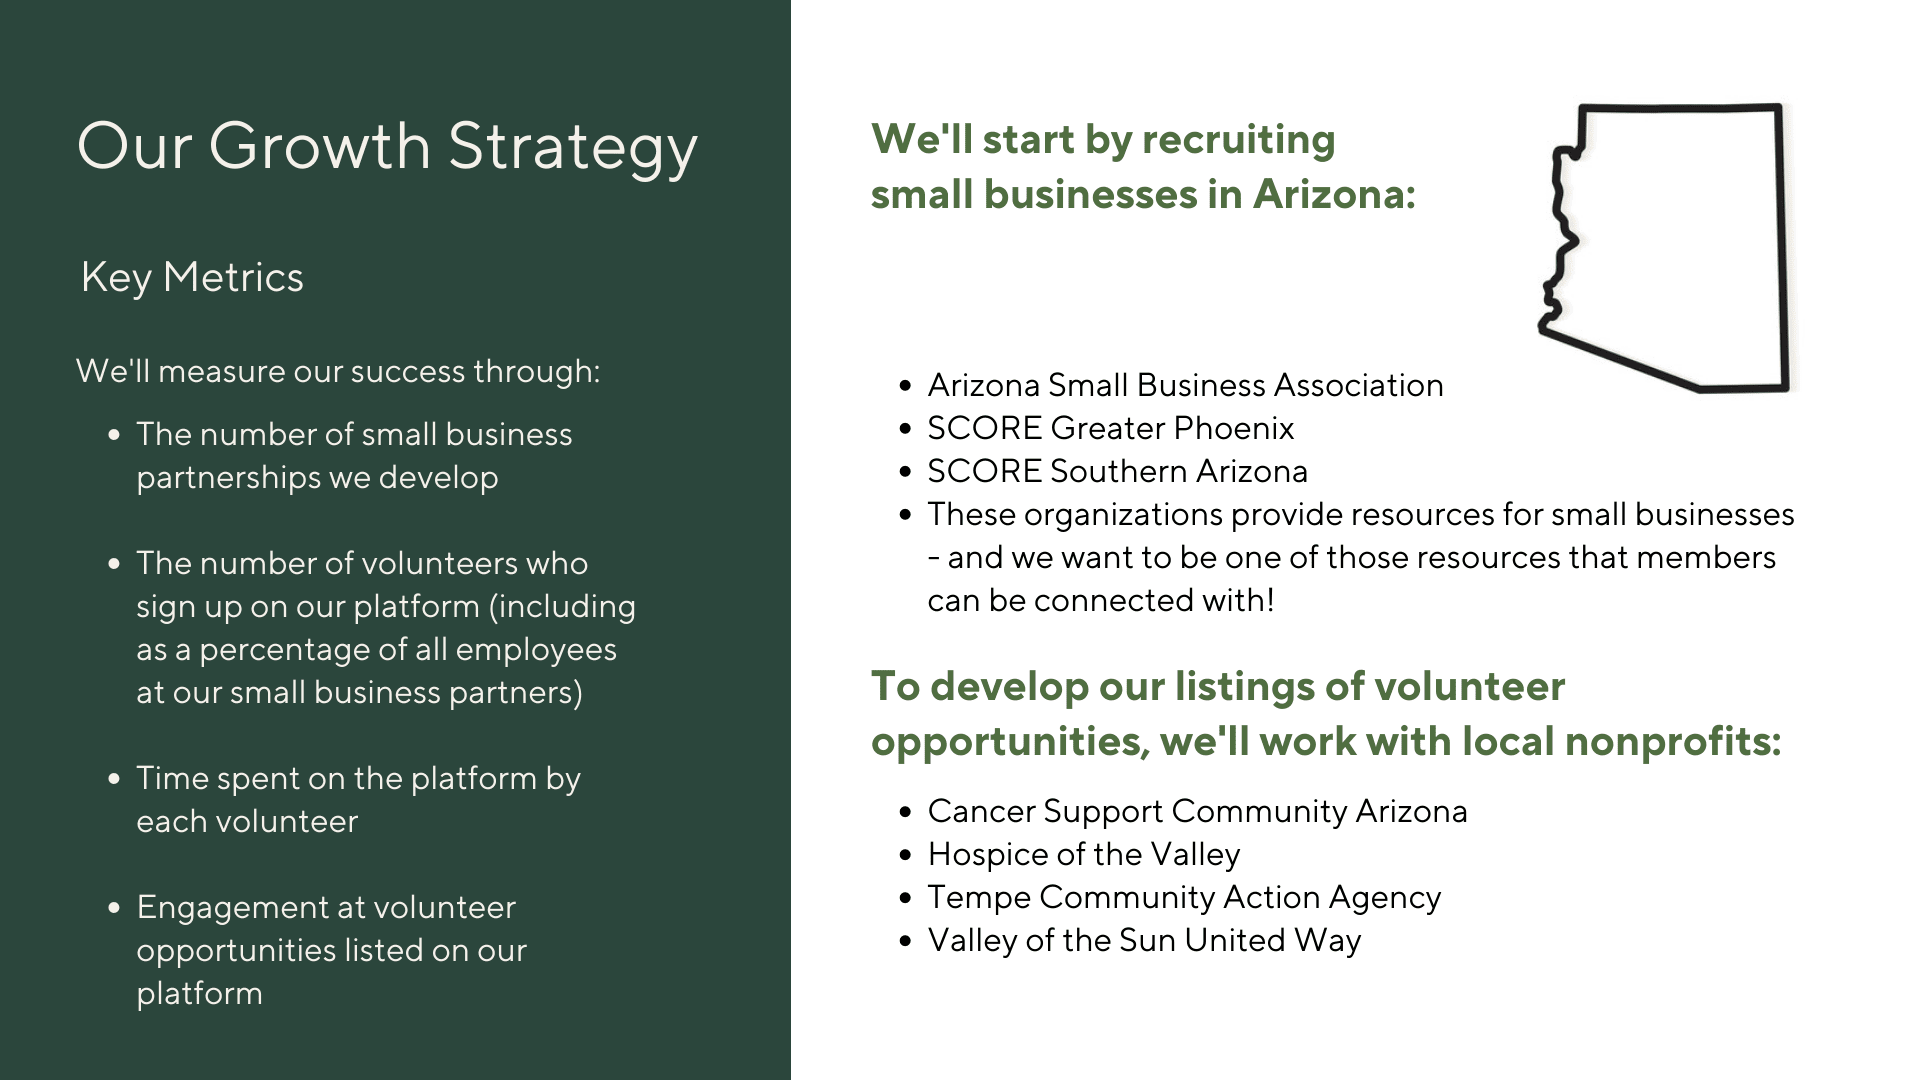 Our Growth Strategy
Key Metrics
We'll measure our success through:
• The number of small business
partnerships we develop
• The number of volunteers who
sign up on our platform (including
as a percentage of all employees
at our small business partners)
• Time spent on the platform by
each volunteer
• Engagement at volunteer
opportunities listed on our
platform
We'll start by recruiting
small businesses in Arizona:
• Arizona Small Business Association
• SCORE Greater Phoenix
• SCORE Southern Arizona
• These organizations provide resources for small businesses
- and we want to be one of those resources that members
can be connected with!
To develop our listings of volunteer
opportunities, we'll work with local nonprofits:
• Cancer Support Community Arizona
• Hospice of the Valley
• Tempe Community Action Agency
• Valley of the Sun United Way